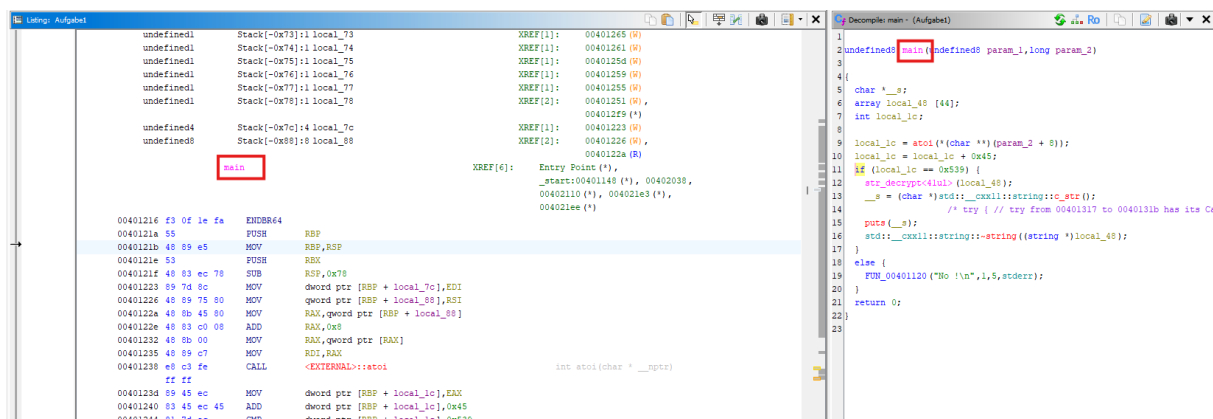 Listing: Aufgabe1
undefined1 Stack[-0x73]:1 local_73 XREF[1]: 00401265(W)
undefined1 Stack[-0x74]:1 local_74 XREF[1]: 00401261(W)
undefined1 Stack[-0x75]:1 local_75 XREF[1]: 0040125d(W)
undefined1 Stack[-0x76]:1 local_76 XREF[1]: 00401259(W)
undefined1 Stack[-0x77]:1 local_77 XREF[1]: 00401255(W)
undefined1 Stack[-0x78]:1 local_78 XREF[2]: 00401251(W),
004012f9(*)
undefined4 Stack[-0x7c]:4 local_7c XREF[1]: 00401223(W)
undefined8 Stack[-0x88]:8 local_88 XREF[2]: 00401226(W),
0040122a(R)
main XREF[6]: Entry Point(*),
_start:00401148(*), 00402038,
00402110(*), 004021e3(*),
004021ee(*)
00401216 f3 0f 1e fa ENDBR64
0040121a 55 PUSH RBP
0040121b 48 89 e5 MOV RBP,RSP
0040121e 53 PUSH RBX
0040121f 48 83 ec 78 SUB RSP,0x78
00401223 89 7d 8c MOV dword ptr [RBP + local_7c],EDI
00401226 48 89 75 80 MOV qword ptr [RBP + local_88],RSI
0040122a 48 8b 45 80 MOV RAX,qword ptr [RBP + local_88]
0040122e 48 83 c0 08 ADD RAX,0x8
00401232 48 8b 00 MOV RAX,qword ptr [RAX]
00401235 48 89 c7 MOV RDI,RAX
00401238 e8 c3 fe CALL <EXTERNAL>::atoi int atoi(char * __nptr)
ff ff
0040123d 89 45 ec MOV dword ptr [RBP + local_1c],EAX
00401240 83 45 ec 45 ADD dword ptr [RBP + local_1c],0x45
Decompile: main - (Aufgabe1)
Ro
1
2 undefined8 main(undefined8 param_1,long param_2)
3
4 {
5 char *__s;
6 array local_48 [44];
7 int local_1c;
8
9 local_1c = atoi(*(char **)(param_2 + 8));
10 local_1c = local_1c + 0x45;
11 if (local_1c == 0x539) {
12 str_decrypt<41ul>(local_48);
13 __s = (char *)std::__cxx11::string::c_str();
14 /* try { // try from 00401317 to 0040131b has its Ca
15 puts(__s);
16 std::__cxx11::string::~string((string *)local_48);
17 }
18 else {
19 FUN_00401120("No !\n",1,5,stderr);
20 }
21 return 0;
22 }
23